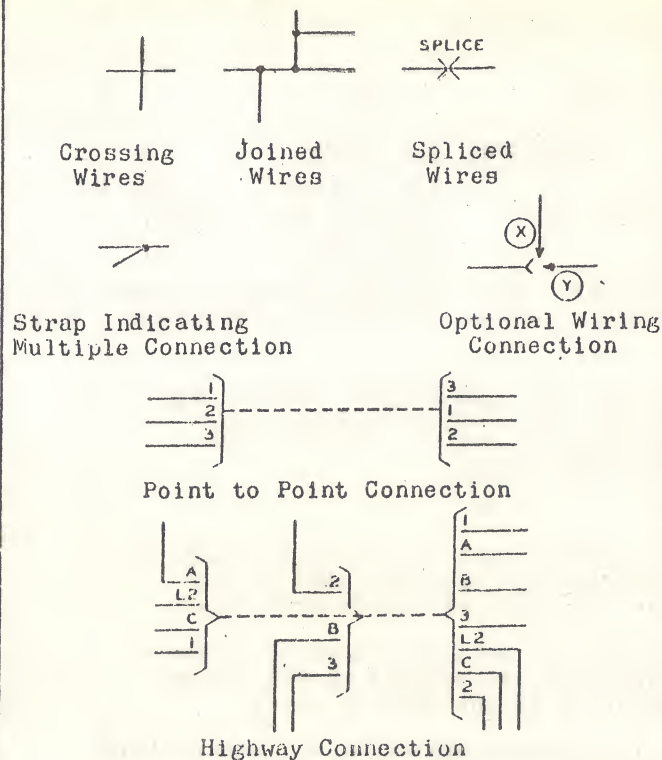 SPLICE
Crossing Wires
Joined Wires
Spliced Wires
X
Y
Strap Indicating
Multiple Connection
Optional Wiring
Connection
1
2
3
3
1
2
Point to Point Connection
A
L2
C
1
2
B
3
1
A
B
3
L2
C
2
Highway Connection